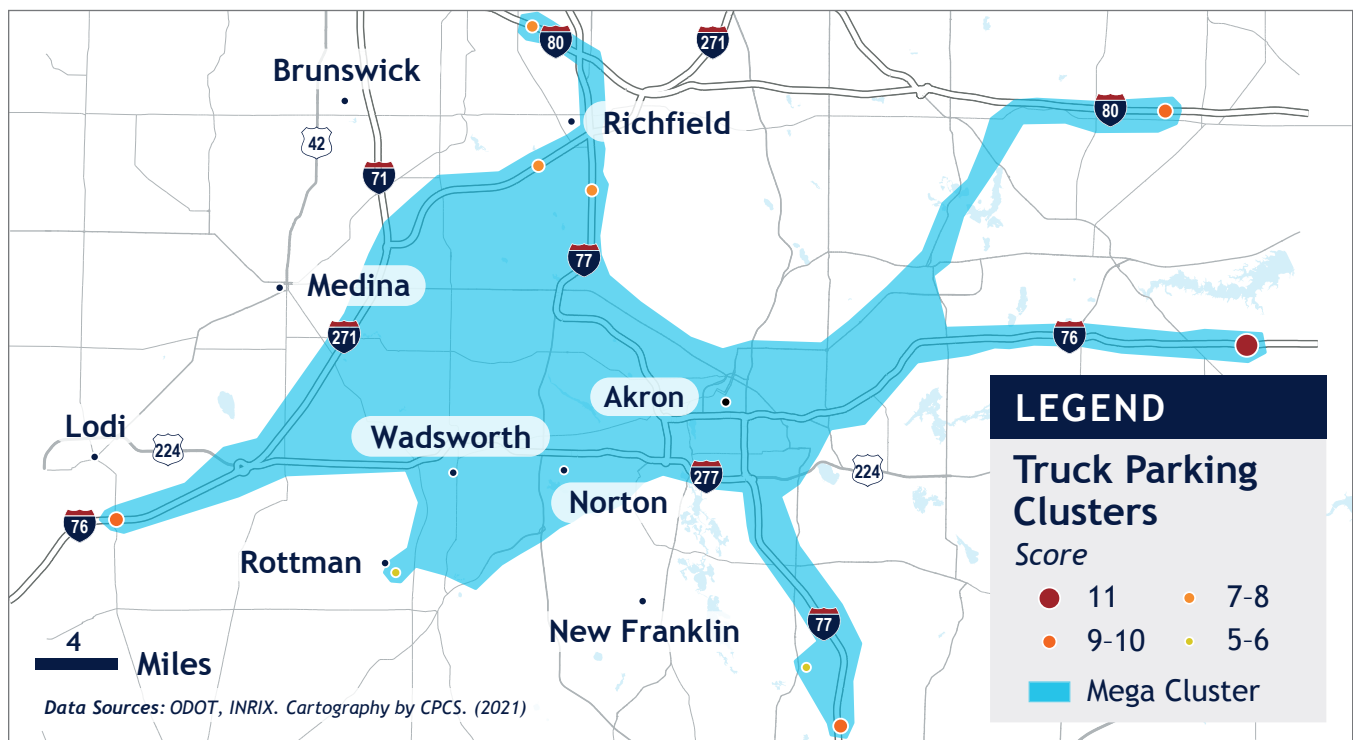 80
271
Brunswick
80
Richfield
42
71
77
Medina
271
76
Akron
Lodi
Wadsworth
224
277
224
Norton
76
Rottman
77
New Franklin
4
Miles
Data Sources: ODOT, INRIX. Cartography by CPCS. (2021)
LEGEND
Truck Parking
Clusters
Score
11
7-8
9-10
5-6
Mega Cluster